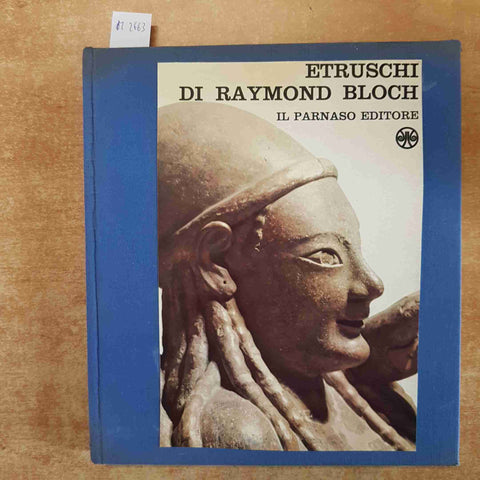 ETRUSCHI
DI RAYMOND BLOCH
IL PARNASO EDITORE